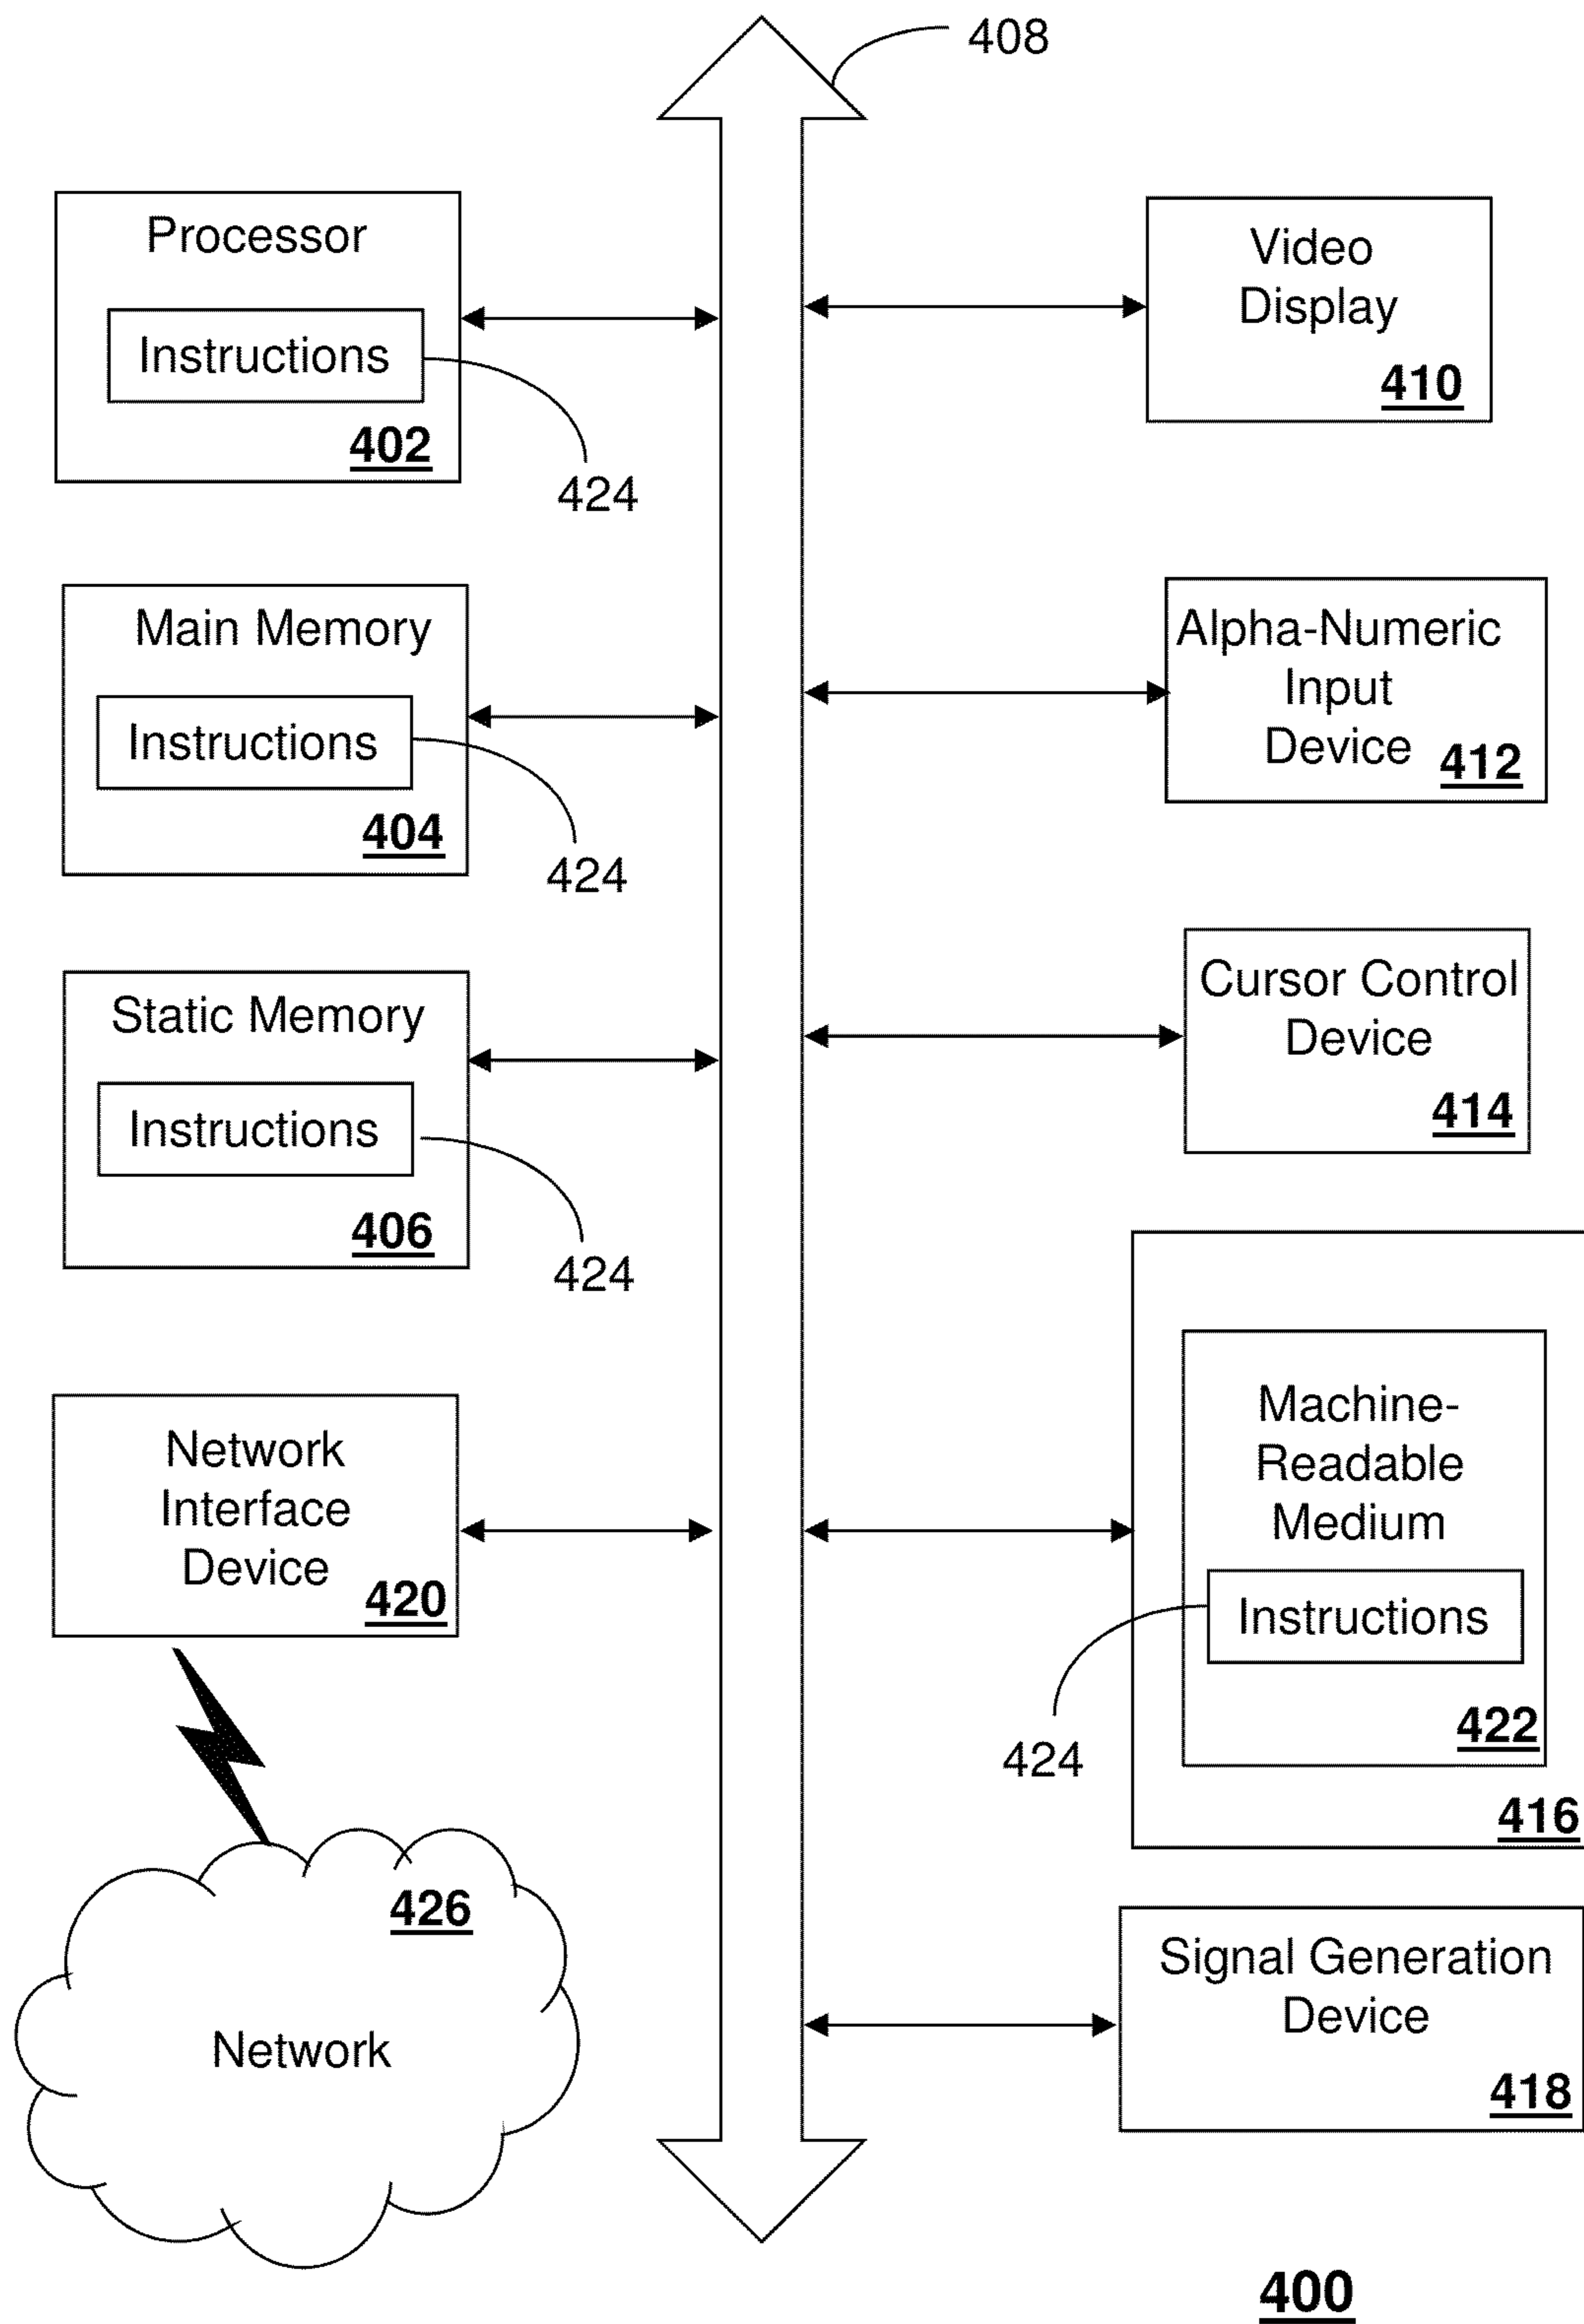 408
Processor
Instructions
402
424
Main Memory
Instructions
404
424
Static Memory
Instructions
406
424
Network
Interface
Device
420
426
Network
Video
Display
410
Alpha-Numeric
Input
Device
412
Cursor Control
Device
414
Machine-
Readable
Medium
Instructions
424
422
416
Signal Generation
Device
418
400